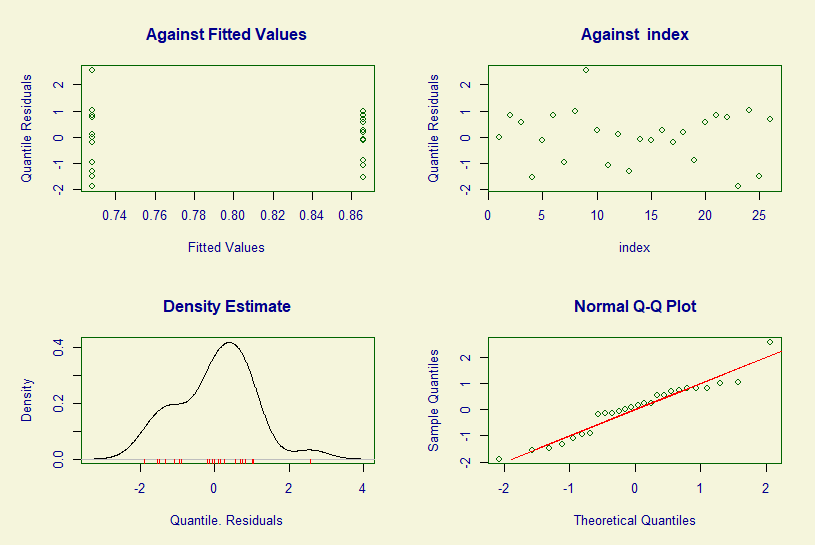 Against Fitted Values
Quantile Residuals
2
1
0
-1
-2
0.74 0.76 0.78 0.80 0.82 0.84 0.86
Fitted Values
Against index
Quantile Residuals
2
1
0
-1
-2
0 5 10 15 20 25
index
Density Estimate
Density
0.4
0.2
0.0
-2 0 2 4
Quantile. Residuals
Normal Q-Q Plot
Sample Quantiles
2
1
0
-1
-2
-2 -1 0 1 2
Theoretical Quantiles